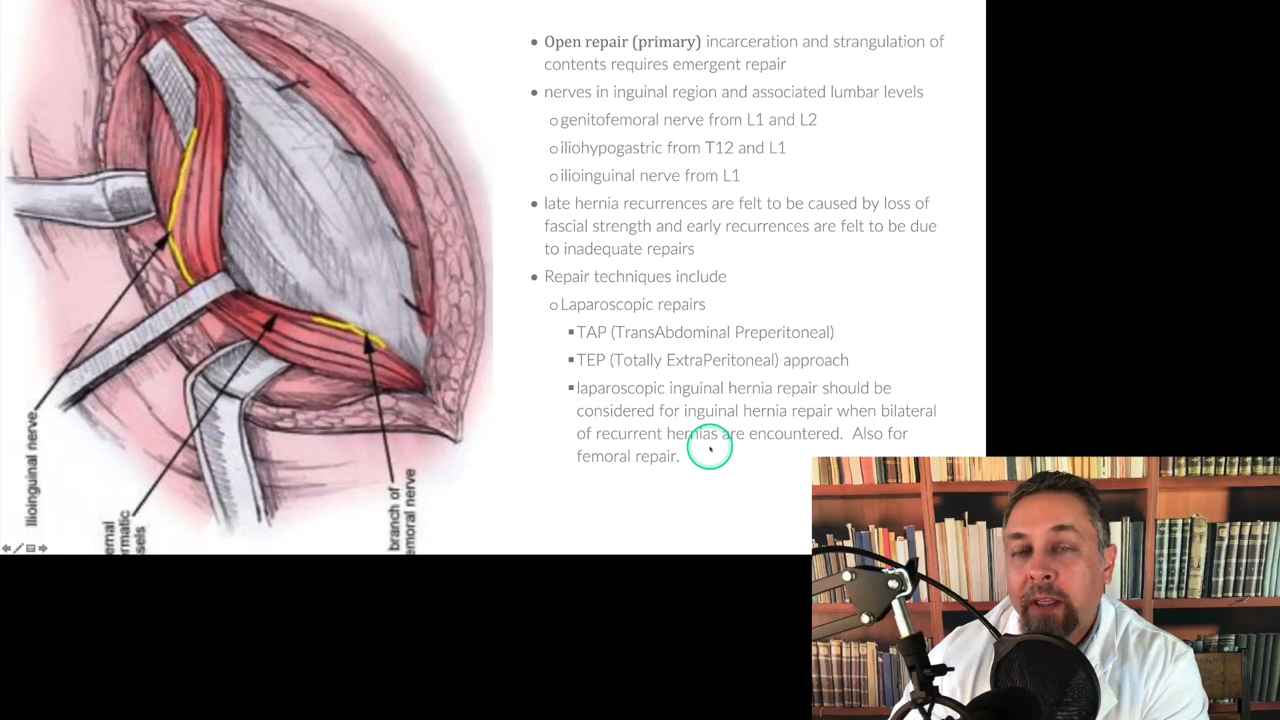 • Open repair (primary) incarceration and strangulation of
contents requires emergent repair
• nerves in inguinal region and associated lumbar levels
o genitofemoral nerve from L1 and L2
o iliohypogastric from T12 and L1
o ilioinguinal nerve from L1
• late hernia recurrences are felt to be caused by loss of
fascial strength and early recurrences are felt to be due
to inadequate repairs
• Repair techniques include
o Laparoscopic repairs
▪ TAP (TransAbdominal Preperitoneal)
▪ TEP (Totally ExtraPeritoneal) approach
▪ laparoscopic inguinal hernia repair should be
considered for inguinal hernia repair when bilateral
of recurrent hernias are encountered. Also for
femoral repair.
Ilioinguinal nerve
ernal
rmatic
sels
branch of
emoral nerve